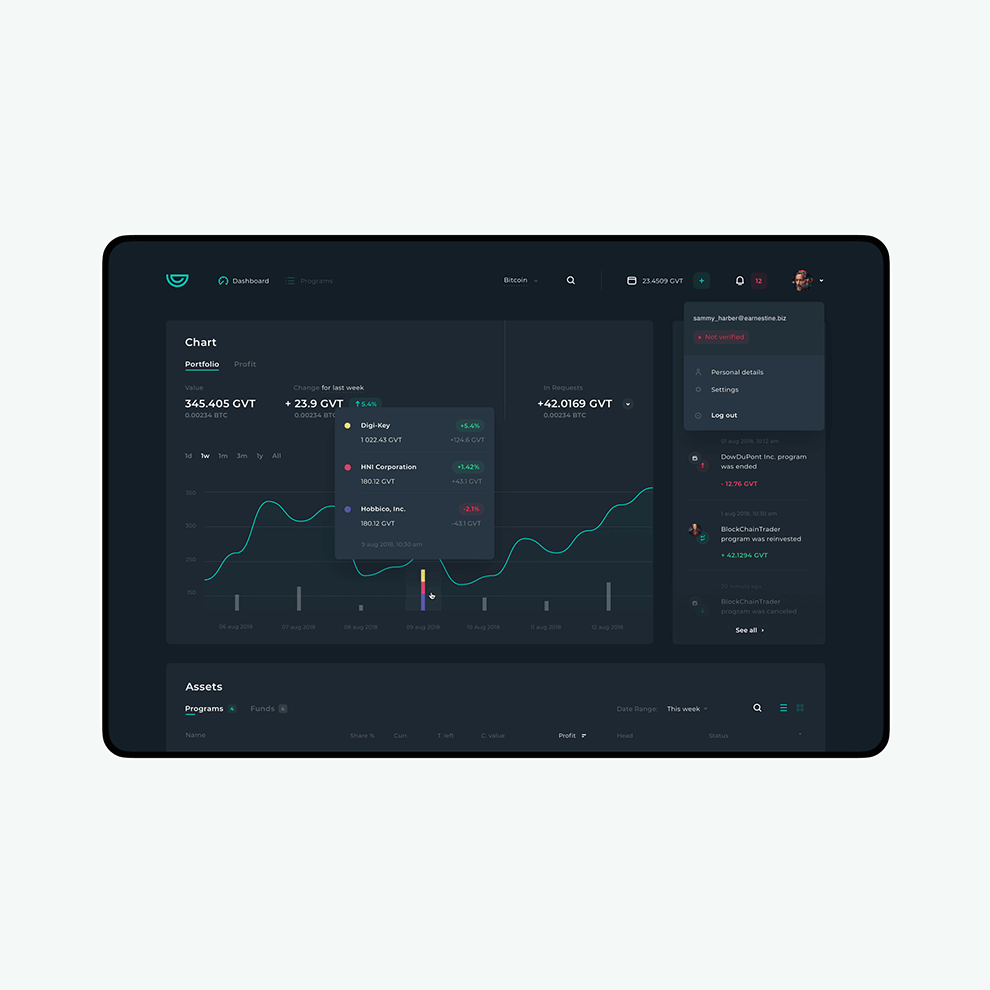 Dashboard
Programs
Bitcoin
23.4509 GVT
+
12
sammy_harber@earnestine.biz
Not verified
Personal details
Settings
Log out
Chart
Portfolio
Profit
Value
345.405 GVT
0.00234 BTC
Change for last week
+ 23.9 GVT
5.4%
0.00234 BTC
In Requests
+42.0169 GVT
0.00234 BTC
1d 1w 1m 3m 1y All
Digi-Key
+5.4%
1 022.43 GVT
+124.6 GVT
HNI Corporation
+1.42%
180.12 GVT
+43.1 GVT
Hobbico, Inc.
-2.1%
180.12 GVT
-43.1 GVT
9 aug 2018, 10:30 am
350
300
250
150
06 aug 2018
07 aug 2018
08 aug 2018
09 aug 2018
10 Aug 2018
11 aug 2018
12 aug 2018
10 aug 2018, 10:12 am
DowDuPont Inc. program
was ended
- 12.76 GVT
1 aug 2018, 10:30 am
BlockChainTrader
program was reinvested
+ 42.1294 GVT
20 minuts ago
BlockChainTrader
program was canceled
See all
Assets
Programs 4
Funds 6
Date Range: This week
Name
Share %
Curr.
T. left
C. value
Profit
Head
Status